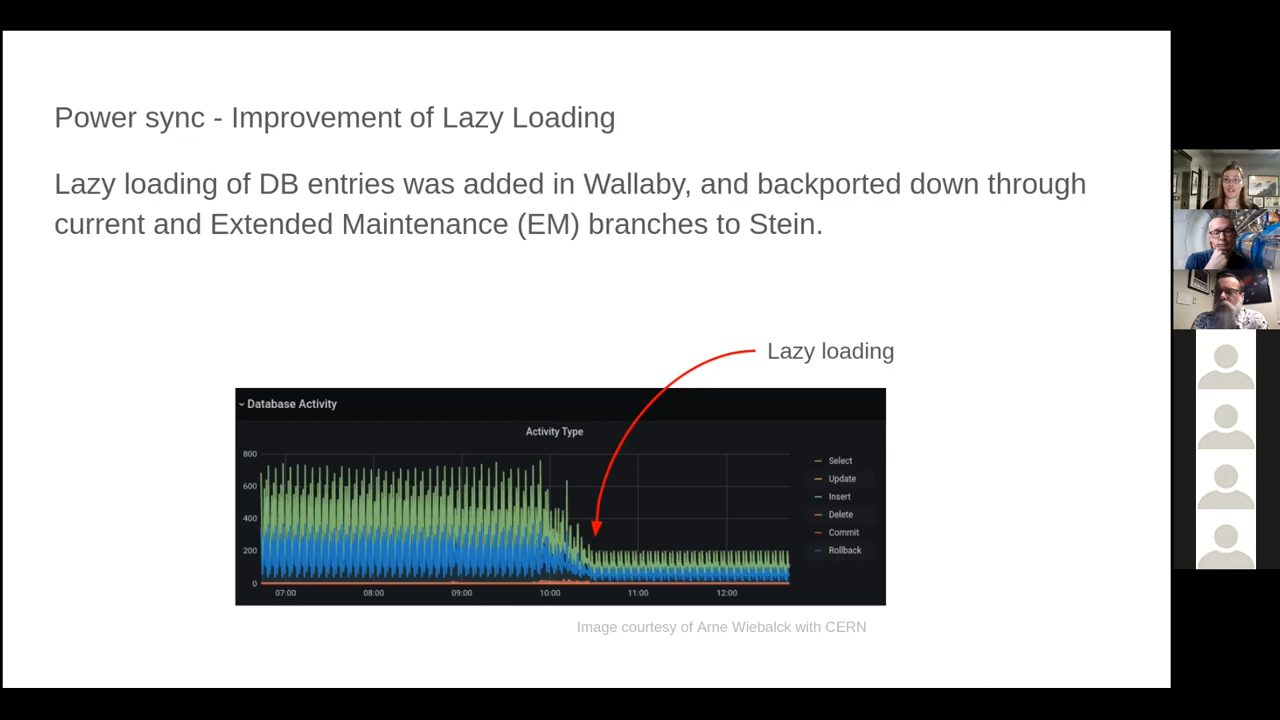 Power sync - Improvement of Lazy Loading
Lazy loading of DB entries was added in Wallaby, and backported down through
current and Extended Maintenance (EM) branches to Stein.
Lazy loading
Database Activity
Activity Type
800
600
400
200
0
07:00 08:00 09:00 10:00 11:00 12:00
Select
Update
Insert
Delete
Commit
Rollback
Image courtesy of Arne Wiebalck with CERN